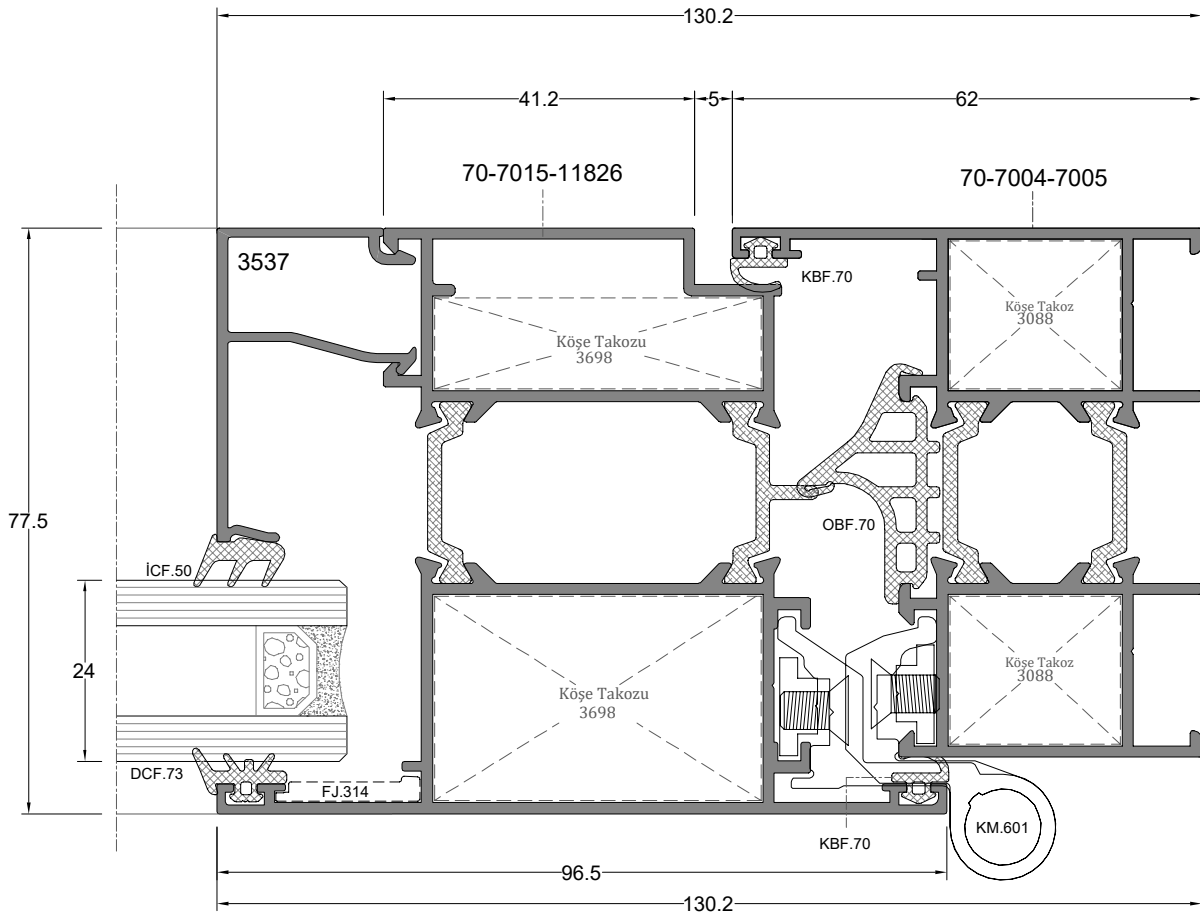 130.2
41.2
5
62
70-7015-11826
70-7004-7005
3537
KBF.70
Köşe Takozu
3698
Köşe Takoz
3088
77.5
OBF.70
İCF.50
24
Köşe Takozu
3698
Köşe Takoz
3088
DCF.73
FJ.314
KBF.70
KM.601
96.5
130.2